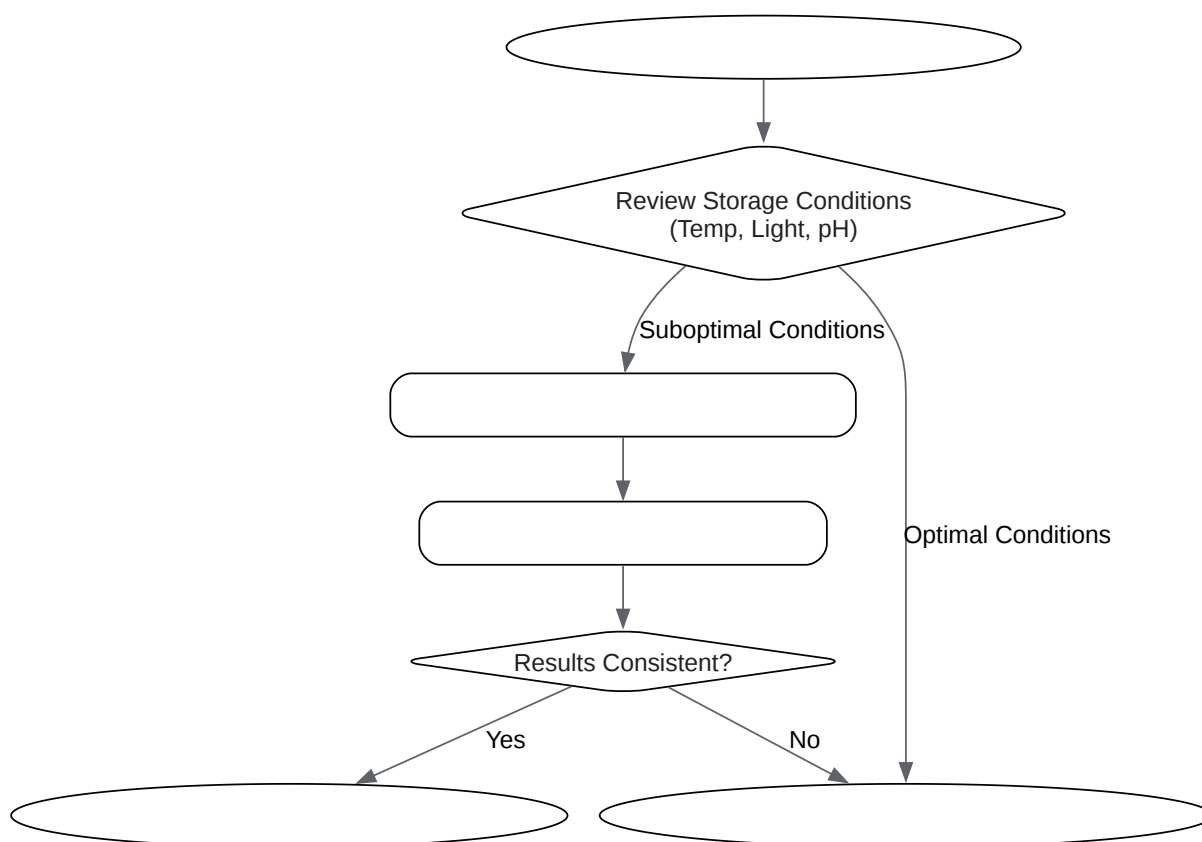 Review Storage Conditions
(Temp, Light, pH)
Suboptimal Conditions
Optimal Conditions
Results Consistent?
Yes
No